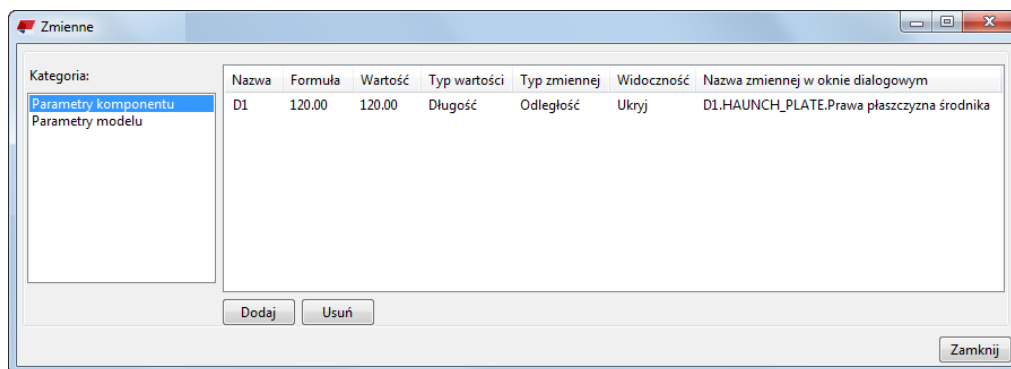 Zmienne
Kategoria:
Parametry komponentu
Parametry modelu
Nazwa Formuła Wartość Typ wartości Typ zmiennej Widoczność Nazwa zmiennej w oknie dialogowym
D1 120.00 120.00 Długość Odległość Ukryj D1.HAUNCH_PLATE.Prawa płaszczyzna środnika
Dodaj Usuń
Zamknij